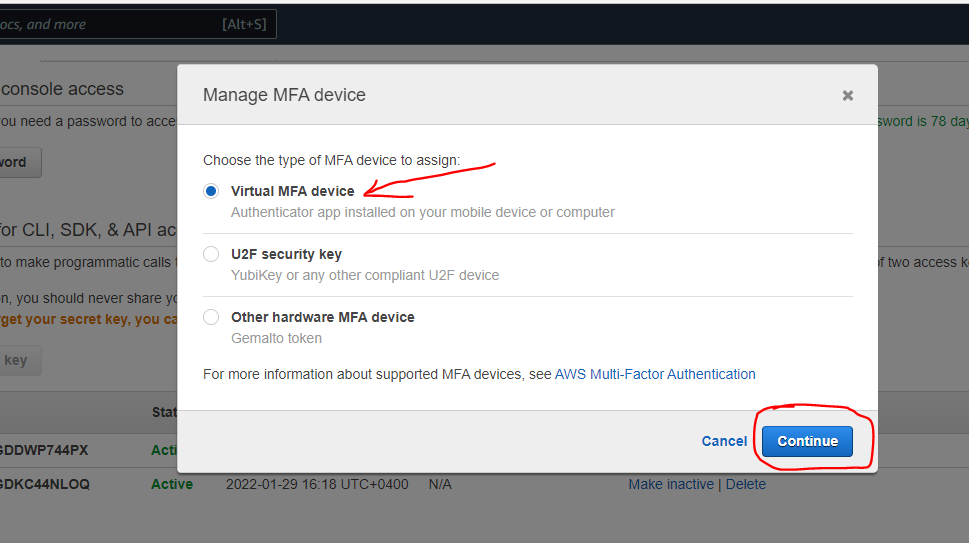 ocs, and more [Alt+S]
console access
you need a password to acce
sword is 78 day
word
Manage MFA device
Choose the type of MFA device to assign:
Virtual MFA device
Authenticator app installed on your mobile device or computer
U2F security key
YubiKey or any other compliant U2F device
Other hardware MFA device
Gemalto token
For more information about supported MFA devices, see AWS Multi-Factor Authentication
Cancel Continue
for CLI, SDK, & API ac
to make programmatic calls
of two access k
on, you should never share yo
rget your secret key, you ca
key
Stat
GDDWP744PX Acti
GDKC44NLOQ Active 2022-01-29 16:18 UTC+0400 N/A Make inactive | Delete